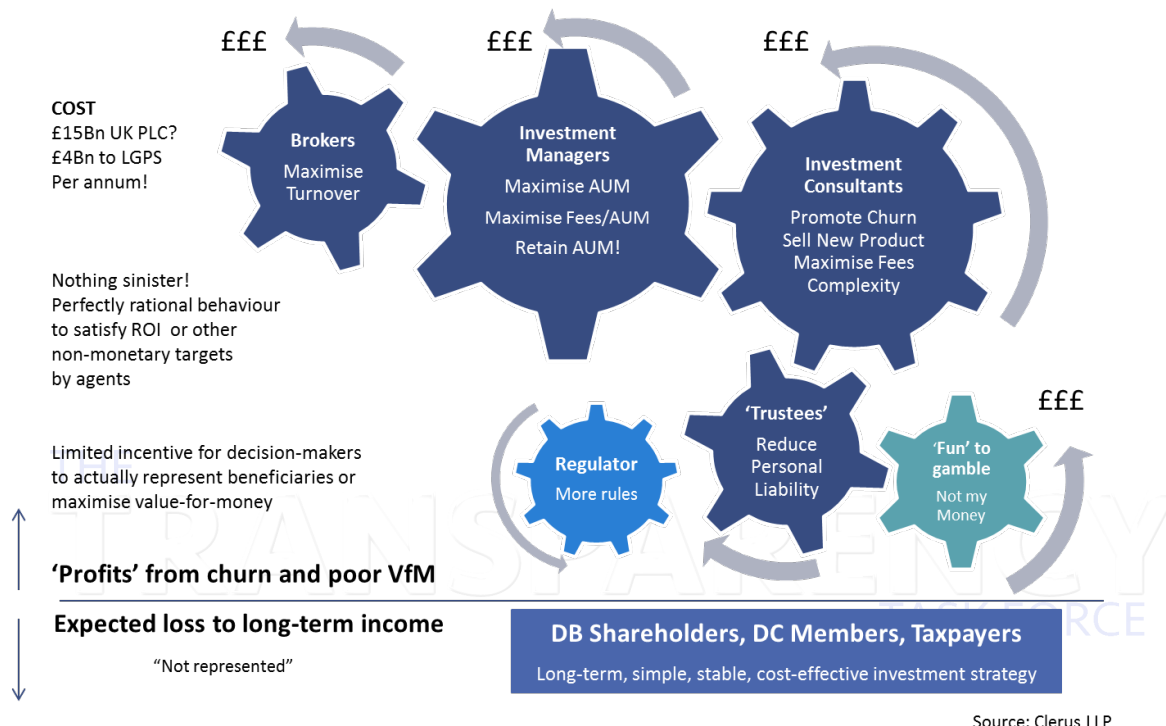 £££
£££
£££
COST
£15Bn UK PLC?
£4Bn to LGPS
Per annum!
Brokers
Maximise
Turnover
Investment
Managers
Maximise AUM
Maximise Fees/AUM
Retain AUM!
Investment
Consultants
Promote Churn
Sell New Product
Maximise Fees
Complexity
Nothing sinister!
Perfectly rational behaviour
to satisfy ROI or other
non-monetary targets
by agents
£££
'Trustees'
Reduce
Personal
Liability
'Fun' to
gamble
Not my
Money
Regulator
More rules
Limited incentive for decision-makers
to actually represent beneficiaries or
maximise value-for-money
THE
TRANSPARENCY
TASK FORCE
'Profits' from churn and poor VfM
Expected loss to long-term income
"Not represented"
DB Shareholders, DC Members, Taxpayers
Long-term, simple, stable, cost-effective investment strategy
Source: Clerus LLP